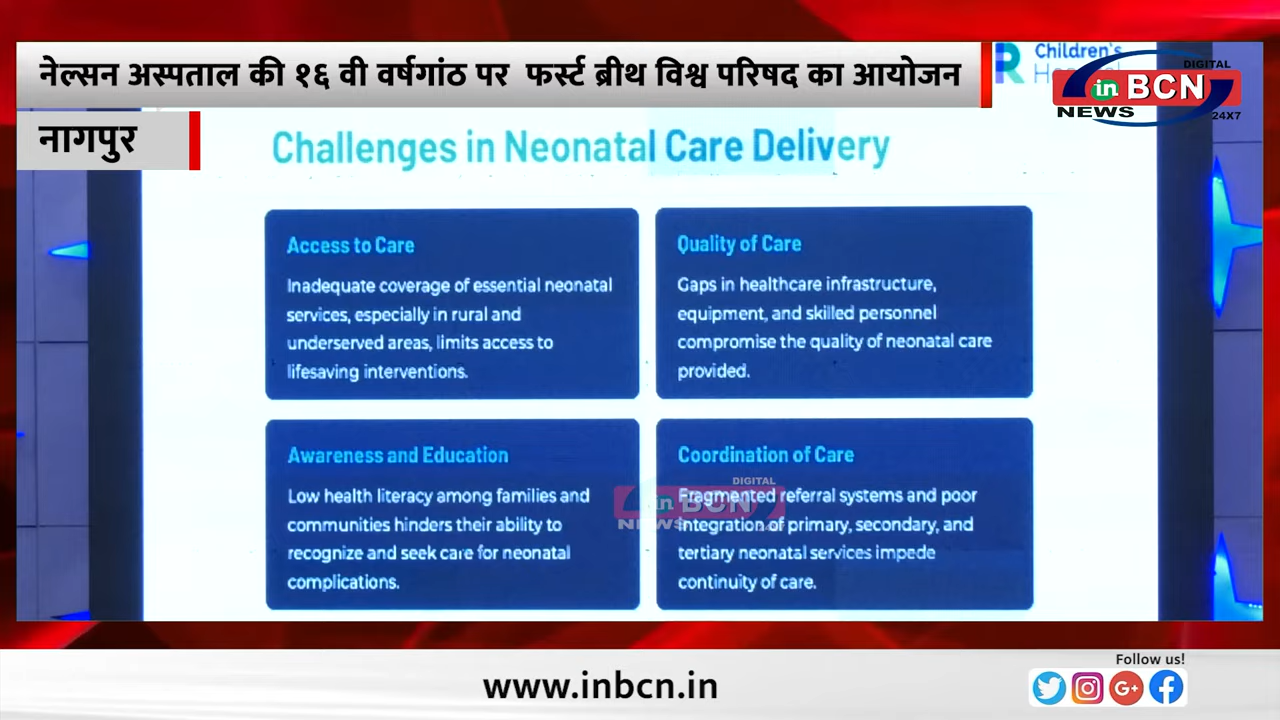 नेल्सन अस्पताल की १६ वी वर्षगांठ पर फर्स्ट ब्रीथ विश्व परिषद का आयोजन
Children's
DIGITAL
in BCN
NEWS 24X7
नागपुर
Challenges in Neonatal Care Delivery
Access to Care
Inadequate coverage of essential neonatal
services, especially in rural and
underserved areas, limits access to
lifesaving interventions.
Quality of Care
Gaps in healthcare infrastructure,
equipment, and skilled personnel
compromise the quality of neonatal care
provided.
Awareness and Education
Low health literacy among families and
communities hinders their ability to
recognize and seek care for neonatal
complications.
Coordination of Care
Fragmented referral systems and poor
integration of primary, secondary, and
tertiary neonatal services impede
continuity of care.
DIGITAL
in BCN
NEWS
Follow us!
www.inbcn.in